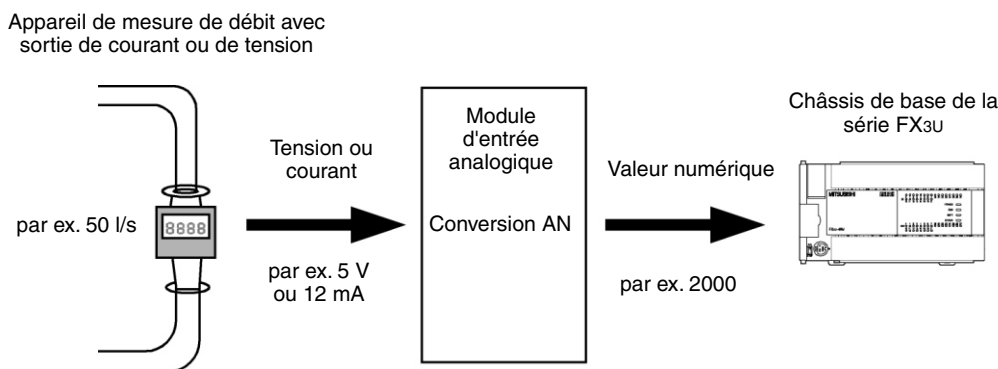 Appareil de mesure de débit avec
sortie de courant ou de tension
par ex. 50 l/s
8888
Tension ou
courant
par ex. 5 V
ou 12 mA
Module
d'entrée
analogique
Conversion AN
Valeur numérique
par ex. 2000
Châssis de base de la
série FX3U
MITSUBISHI